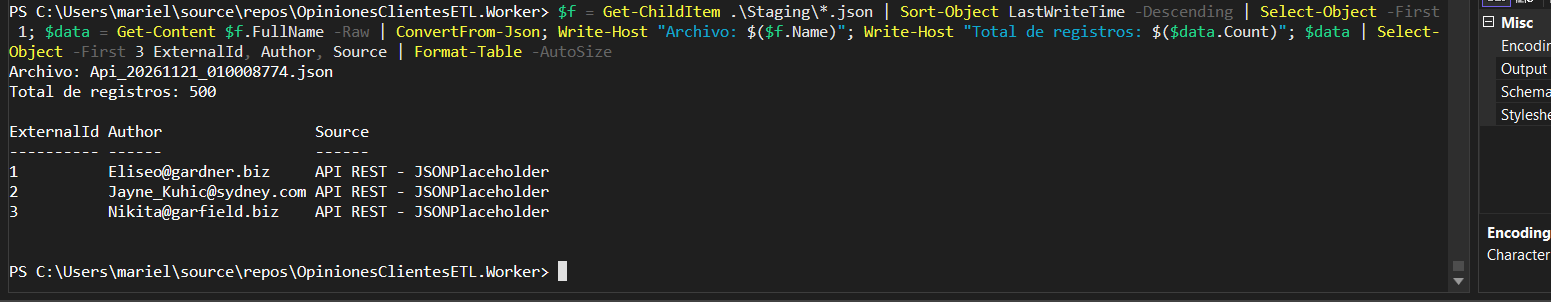 PS C:\Users\mariel\source\repos\OpinionesClientesETL.Worker> $f = Get-ChildItem .\Staging\*.json | Sort-Object LastWriteTime -Descending | Select-Object -First
1; $data = Get-Content $f.FullName -Raw | ConvertFrom-Json; Write-Host "Archivo: $($f.Name)"; Write-Host "Total de registros: $($data.Count)"; $data | Select-
Object -First 3 ExternalId, Author, Source | Format-Table -AutoSize
Archivo: Api_20261121_010008774.json
Total de registros: 500
ExternalId Author Source
---------- ------ ------
1 Eliseo@gardner.biz API REST - JSONPlaceholder
2 Jayne_Kuhic@sydney.com API REST - JSONPlaceholder
3 Nikita@garfield.biz API REST - JSONPlaceholder
PS C:\Users\mariel\source\repos\OpinionesClientesETL.Worker>
Misc
Encodin
Output
Schema
Styleshe
Encoding
Character